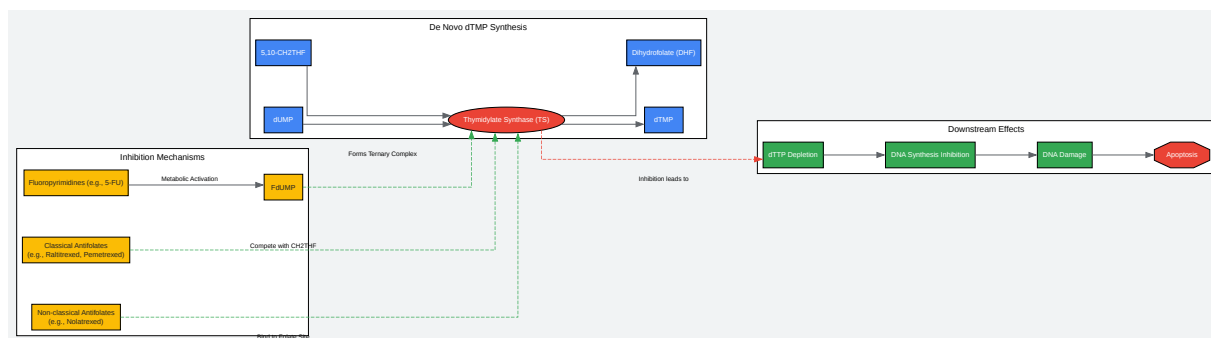 De Novo dTMP Synthesis
5,10-CH2THF
Dihydrofolate (DHF)
dUMP
Thymidylate Synthase (TS)
dTMP
Downstream Effects
dTTP Depletion
DNA Synthesis Inhibition
DNA Damage
Apoptosis
Inhibition Mechanisms
Forms Ternary Complex
Fluoropyrimidines (e.g., 5-FU)
Metabolic Activation
FdUMP
Inhibition leads to
Classical Antifolates
(e.g., Raltitrexed, Pemetrexed)
Compete with CH2THF
Non-classical Antifolates
(e.g., Nolatrexed)